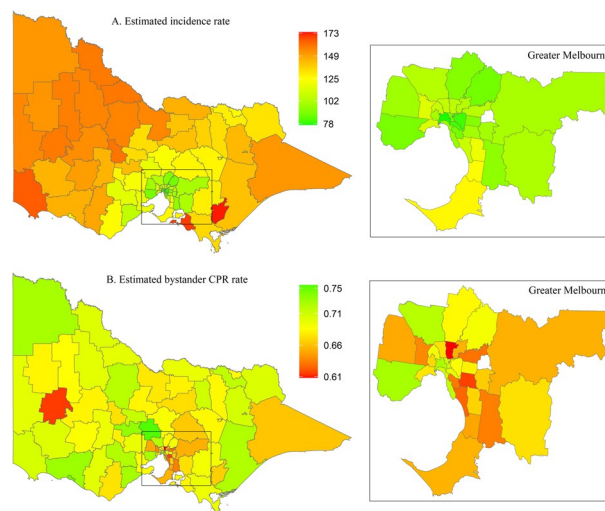 A. Estimated incidence rate
173
149
125
102
78
Greater Melbourn
B. Estimated bystander CPR rate
0.75
0.71
0.66
0.61
Greater Melbourn